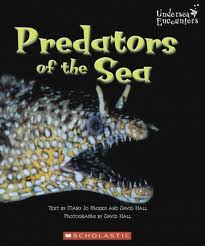 Undersea
Encounters
Predators
of the Sea
Text by Mary Jo Rhodes and David Hall
Photographs by David Hall
SCHOLASTIC